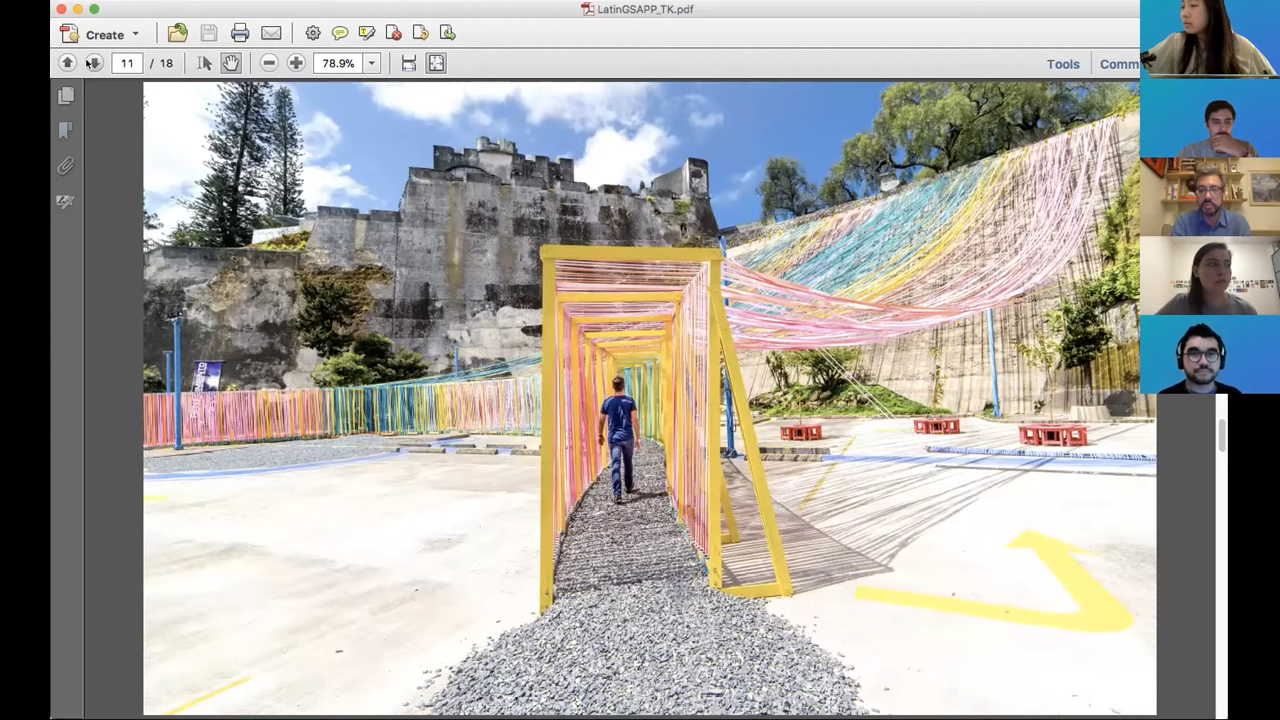 LatinGSAPP_TK.pdf
Create
11 / 18
78.9%
Tools
Comm